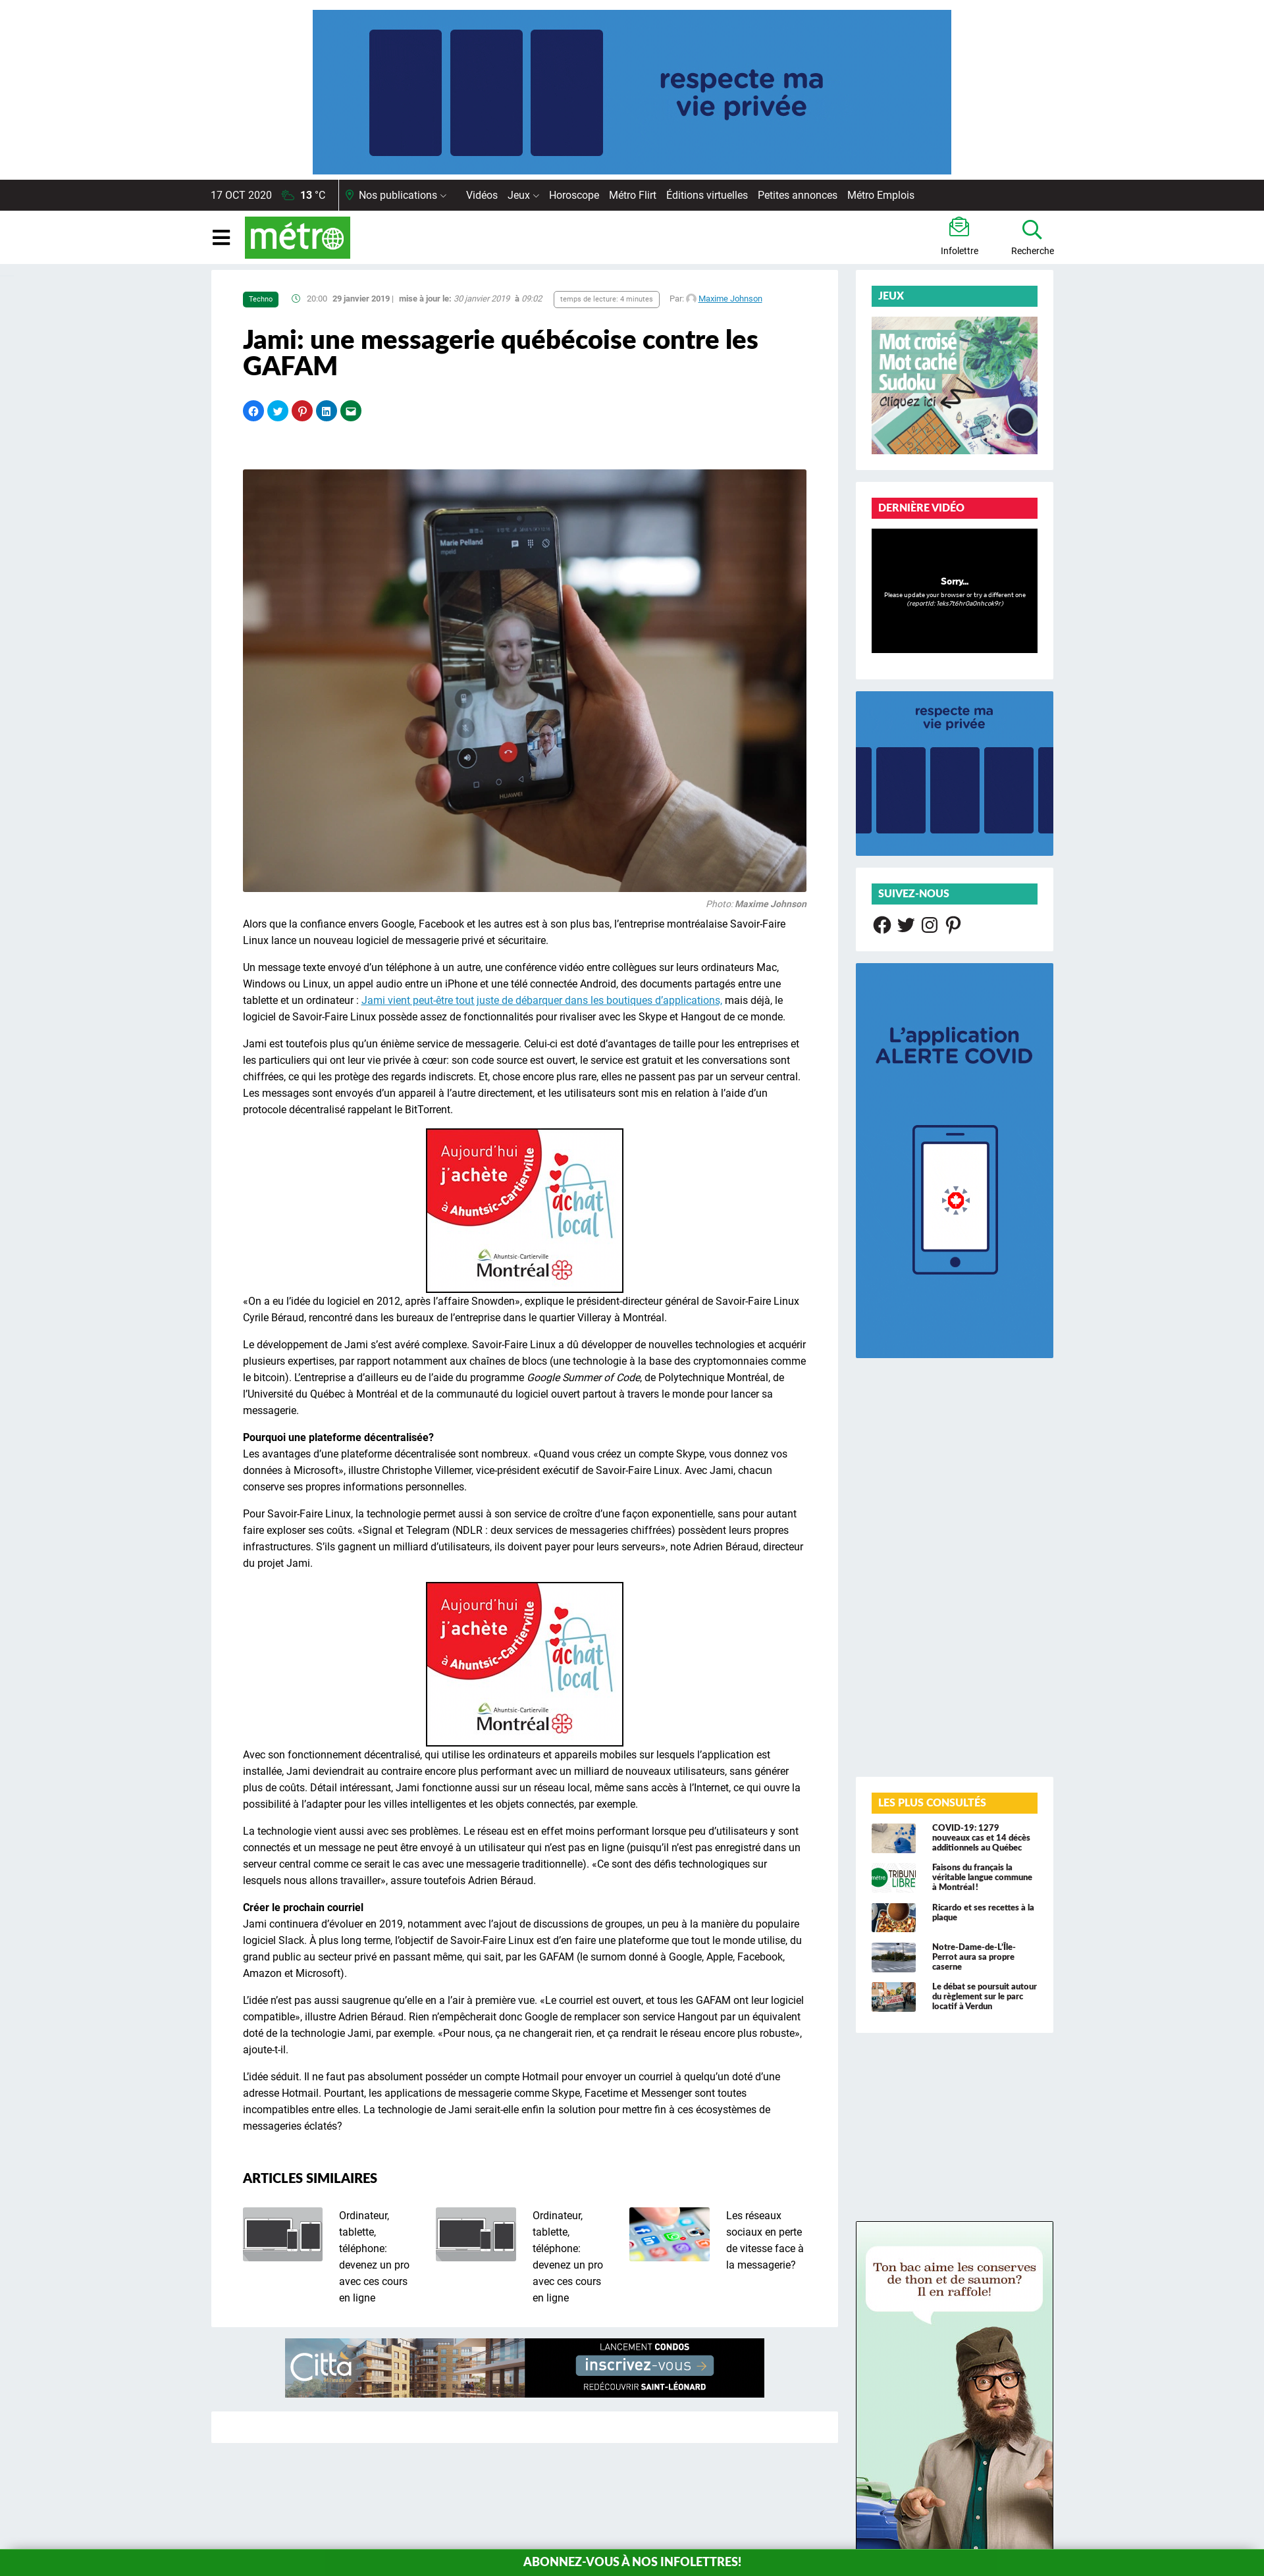 respecte ma
vie privée
17 OCT 2020 13 °C Nos publications Vidéos Jeux Horoscope Métro Flirt Éditions virtuelles Petites annonces Métro Emplois
métro
Infolettre
Recherche
Techno 20:00 29 janvier 2019 | mise à jour le: 30 janvier 2019 à 09:02 temps de lecture: 4 minutes Par: Maxime Johnson
Jami: une messagerie québécoise contre les
GAFAM
Marie Pelland
HUAWEI
Photo: Maxime Johnson
Alors que la confiance envers Google, Facebook et les autres est à son plus bas, l’entreprise montréalaise Savoir-Faire
Linux lance un nouveau logiciel de messagerie privé et sécuritaire.
Un message texte envoyé d’un téléphone à un autre, une conférence vidéo entre collègues sur leurs ordinateurs Mac,
Windows ou Linux, un appel audio entre un iPhone et une télé connectée Android, des documents partagés entre une
tablette et un ordinateur : Jami vient peut-être tout juste de débarquer dans les boutiques d’applications, mais déjà, le
logiciel de Savoir-Faire Linux possède assez de fonctionnalités pour rivaliser avec les Skype et Hangout de ce monde.
Jami est toutefois plus qu’un énième service de messagerie. Celui-ci est doté d’avantages de taille pour les entreprises et
les particuliers qui ont leur vie privée à cœur: son code source est ouvert, le service est gratuit et les conversations sont
chiffrées, ce qui les protège des regards indiscrets. Et, chose encore plus rare, elles ne passent pas par un serveur central.
Les messages sont envoyés d’un appareil à l’autre directement, et les utilisateurs sont mis en relation à l’aide d’un
protocole décentralisé rappelant le BitTorrent.
Aujourd’hui
j’achète
à Ahuntsic-Cartierville
achat
local
Ahuntsic-Cartierville
Montréal
«On a eu l’idée du logiciel en 2012, après l’affaire Snowden», explique le président-directeur général de Savoir-Faire Linux
Cyrile Béraud, rencontré dans les bureaux de l’entreprise dans le quartier Villeray à Montréal.
Le développement de Jami s’est avéré complexe. Savoir-Faire Linux a dû développer de nouvelles technologies et acquérir
plusieurs expertises, par rapport notamment aux chaînes de blocs (une technologie à la base des cryptomonnaies comme
le bitcoin). L’entreprise a d’ailleurs eu de l’aide du programme Google Summer of Code, de Polytechnique Montréal, de
l’Université du Québec à Montréal et de la communauté du logiciel ouvert partout à travers le monde pour lancer sa
messagerie.
Pourquoi une plateforme décentralisée?
Les avantages d’une plateforme décentralisée sont nombreux. «Quand vous créez un compte Skype, vous donnez vos
données à Microsoft», illustre Christophe Villemer, vice-président exécutif de Savoir-Faire Linux. Avec Jami, chacun
conserve ses propres informations personnelles.
Pour Savoir-Faire Linux, la technologie permet aussi à son service de croître d’une façon exponentielle, sans pour autant
faire exploser ses coûts. «Signal et Telegram (NDLR : deux services de messageries chiffrées) possèdent leurs propres
infrastructures. S’ils gagnent un milliard d’utilisateurs, ils doivent payer pour leurs serveurs», note Adrien Béraud, directeur
du projet Jami.
Aujourd’hui
j’achète
à Ahuntsic-Cartierville
achat
local
Ahuntsic-Cartierville
Montréal
Avec son fonctionnement décentralisé, qui utilise les ordinateurs et appareils mobiles sur lesquels l’application est
installée, Jami deviendrait au contraire encore plus performant avec un milliard de nouveaux utilisateurs, sans générer
plus de coûts. Détail intéressant, Jami fonctionne aussi sur un réseau local, même sans accès à l’Internet, ce qui ouvre la
possibilité à l’adapter pour les villes intelligentes et les objets connectés, par exemple.
La technologie vient aussi avec ses problèmes. Le réseau est en effet moins performant lorsque peu d’utilisateurs y sont
connectés et un message ne peut être envoyé à un utilisateur qui n’est pas en ligne (puisqu’il n’est pas enregistré dans un
serveur central comme ce serait le cas avec une messagerie traditionnelle). «Ce sont des défis technologiques sur
lesquels nous allons travailler», assure toutefois Adrien Béraud.
Créer le prochain courriel
Jami continuera d’évoluer en 2019, notamment avec l’ajout de discussions de groupes, un peu à la manière du populaire
logiciel Slack. À plus long terme, l’objectif de Savoir-Faire Linux est d’en faire une plateforme que tout le monde utilise, du
grand public au secteur privé en passant même, qui sait, par les GAFAM (le surnom donné à Google, Apple, Facebook,
Amazon et Microsoft).
L’idée n’est pas aussi saugrenue qu’elle en a l’air à première vue. «Le courriel est ouvert, et tous les GAFAM ont leur logiciel
compatible», illustre Adrien Béraud. Rien n’empêcherait donc Google de remplacer son service Hangout par un équivalent
doté de la technologie Jami, par exemple. «Pour nous, ça ne changerait rien, et ça rendrait le réseau encore plus robuste»,
ajoute-t-il.
L’idée séduit. Il ne faut pas absolument posséder un compte Hotmail pour envoyer un courriel à quelqu’un doté d’une
adresse Hotmail. Pourtant, les applications de messagerie comme Skype, Facetime et Messenger sont toutes
incompatibles entre elles. La technologie de Jami serait-elle enfin la solution pour mettre fin à ces écosystèmes de
messageries éclatés?
ARTICLES SIMILAIRES
Ordinateur,
tablette,
téléphone:
devenez un pro
avec ces cours
en ligne
Ordinateur,
tablette,
téléphone:
devenez un pro
avec ces cours
en ligne
Les réseaux
sociaux en perte
de vitesse face à
la messagerie?
Città
LANCEMENT CONDOS
inscrivez-vous →
REDÉCOUVRIR SAINT-LÉONARD
JEUX
Mot croisé
Mot caché
Sudoku
Cliquez ici
DERNIÈRE VIDÉO
Sorry...
Please update your browser or try a different one
(reportId: 1eks7t6hr0a0nhcok9r)
respecte ma
vie privée
SUIVEZ-NOUS
L’application
ALERTE COVID
LES PLUS CONSULTÉS
COVID-19: 1279
nouveaux cas et 14 décès
additionnels au Québec
métro
TRIBUNE
LIBRE
Faisons du français la
véritable langue commune
à Montréal!
Ricardo et ses recettes à la
plaque
Notre-Dame-de-L’Île-
Perrot aura sa propre
caserne
Le débat se poursuit autour
du règlement sur le parc
locatif à Verdun
Ton bac aime les conserves
de thon et de saumon?
Il en raffole!
ABONNEZ-VOUS À NOS INFOLETTRES!